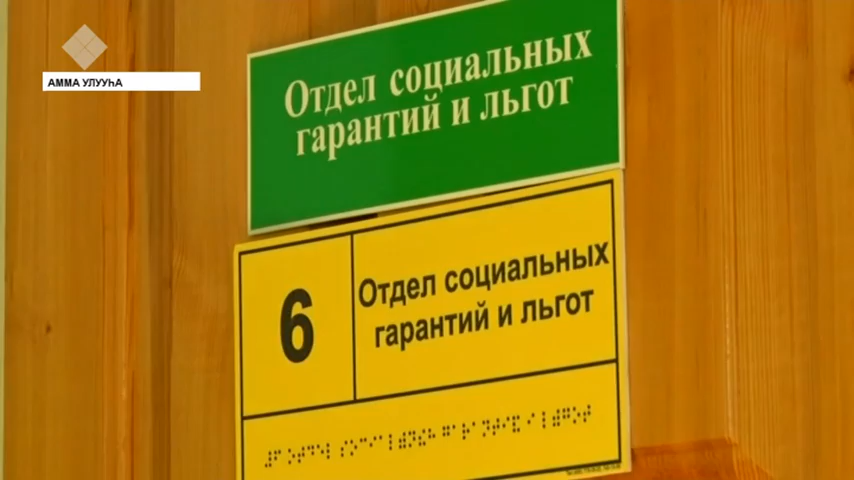 АММА УЛУУҺА
Отдел социальных
гарантий и льгот
6
Отдел социальных
гарантий и льгот